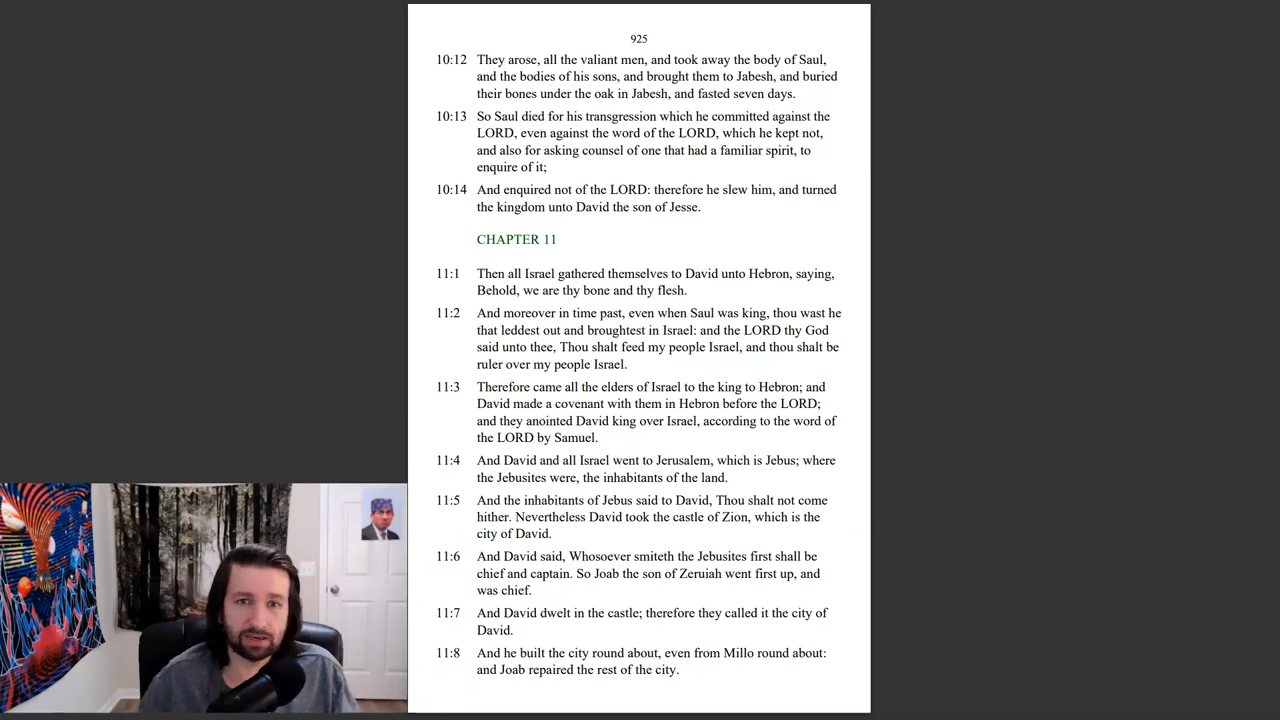 925
10:12 They arose, all the valiant men, and took away the body of Saul,
and the bodies of his sons, and brought them to Jabesh, and buried
their bones under the oak in Jabesh, and fasted seven days.
10:13 So Saul died for his transgression which he committed against the
LORD, even against the word of the LORD, which he kept not,
and also for asking counsel of one that had a familiar spirit, to
enquire of it;
10:14 And enquired not of the LORD: therefore he slew him, and turned
the kingdom unto David the son of Jesse.
CHAPTER 11
11:1 Then all Israel gathered themselves to David unto Hebron, saying,
Behold, we are thy bone and thy flesh.
11:2 And moreover in time past, even when Saul was king, thou wast he
that leddest out and broughtest in Israel: and the LORD thy God
said unto thee, Thou shalt feed my people Israel, and thou shalt be
ruler over my people Israel.
11:3 Therefore came all the elders of Israel to the king to Hebron; and
David made a covenant with them in Hebron before the LORD;
and they anointed David king over Israel, according to the word of
the LORD by Samuel.
11:4 And David and all Israel went to Jerusalem, which is Jebus; where
the Jebusites were, the inhabitants of the land.
11:5 And the inhabitants of Jebus said to David, Thou shalt not come
hither. Nevertheless David took the castle of Zion, which is the
city of David.
11:6 And David said, Whosoever smiteth the Jebusites first shall be
chief and captain. So Joab the son of Zeruiah went first up, and
was chief.
11:7 And David dwelt in the castle; therefore they called it the city of
David.
11:8 And he built the city round about, even from Millo round about:
and Joab repaired the rest of the city.